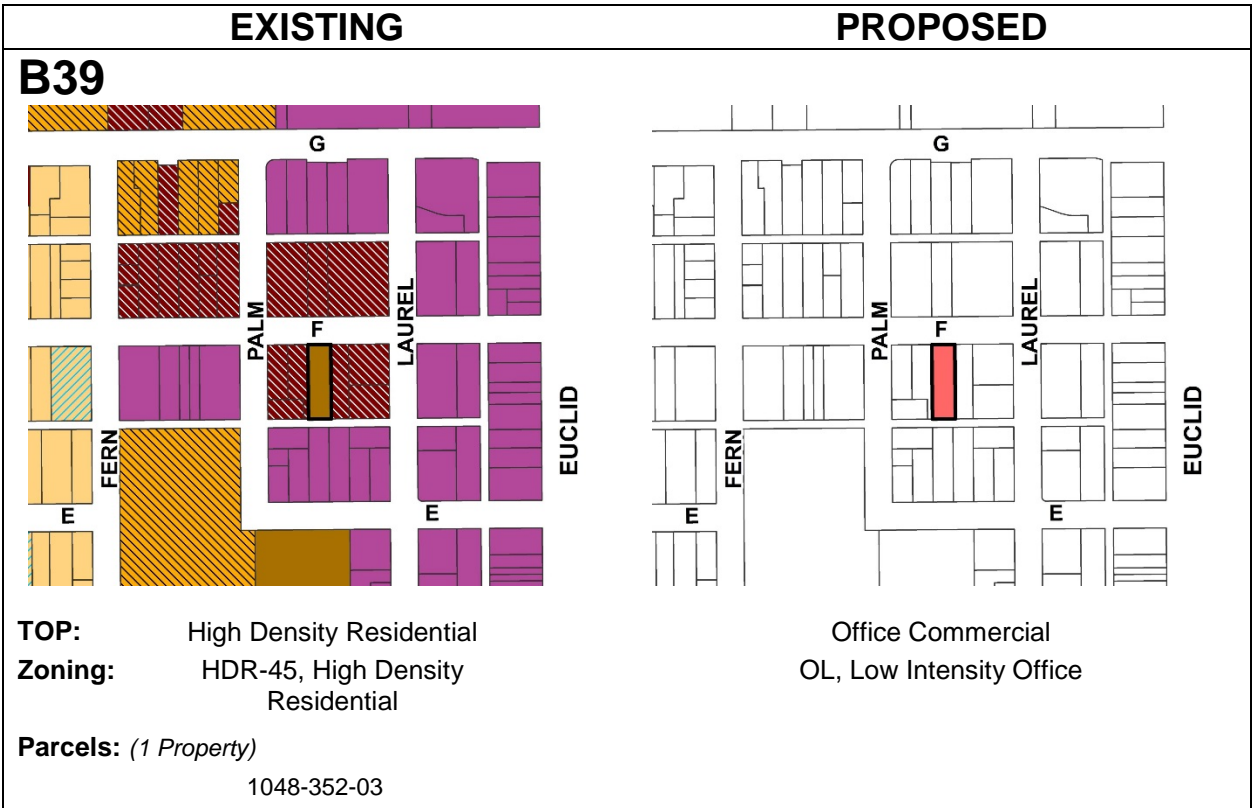 EXISTING
PROPOSED
B39
G
PALM
F
LAUREL
EUCLID
FERN
E
E
G
PALM
F
LAUREL
EUCLID
FERN
E
E
TOP: High Density Residential
Office Commercial
Zoning: HDR-45, High Density
Residential
OL, Low Intensity Office
Parcels: (1 Property)
1048-352-03